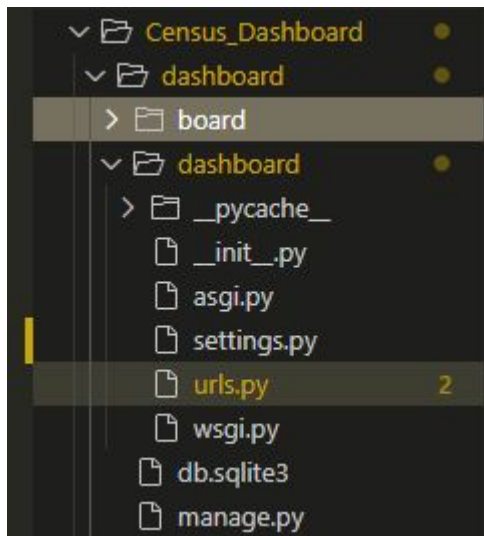 Census_Dashboard
dashboard
board
dashboard
__pycache__
__init__.py
asgi.py
settings.py
urls.py 2
wsgi.py
db.sqlite3
manage.py